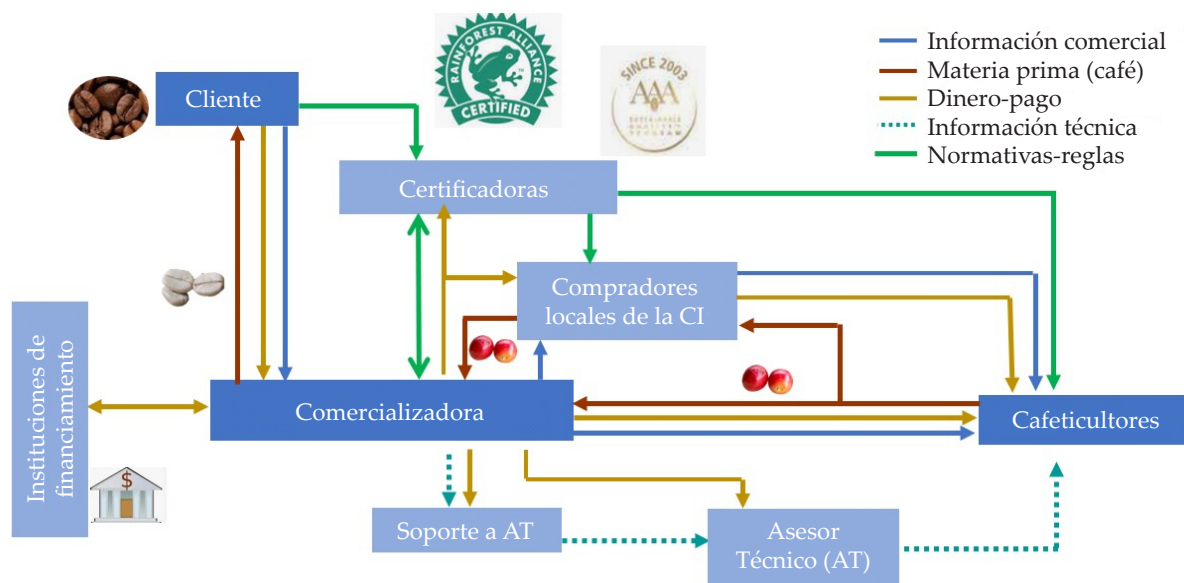 Información comercial
Materia prima (café)
Dinero-pago
Información técnica
Normativas-reglas
RAINFOREST ALLIANCE
CERTIFIED
SINCE 2003
AAA
PROGRAM
Cliente
Certificadoras
Compradores
locales de la CI
Instituciones de
financiamiento
$
Comercializadora
Cafeticultores
Soporte a AT
Asesor
Técnico (AT)